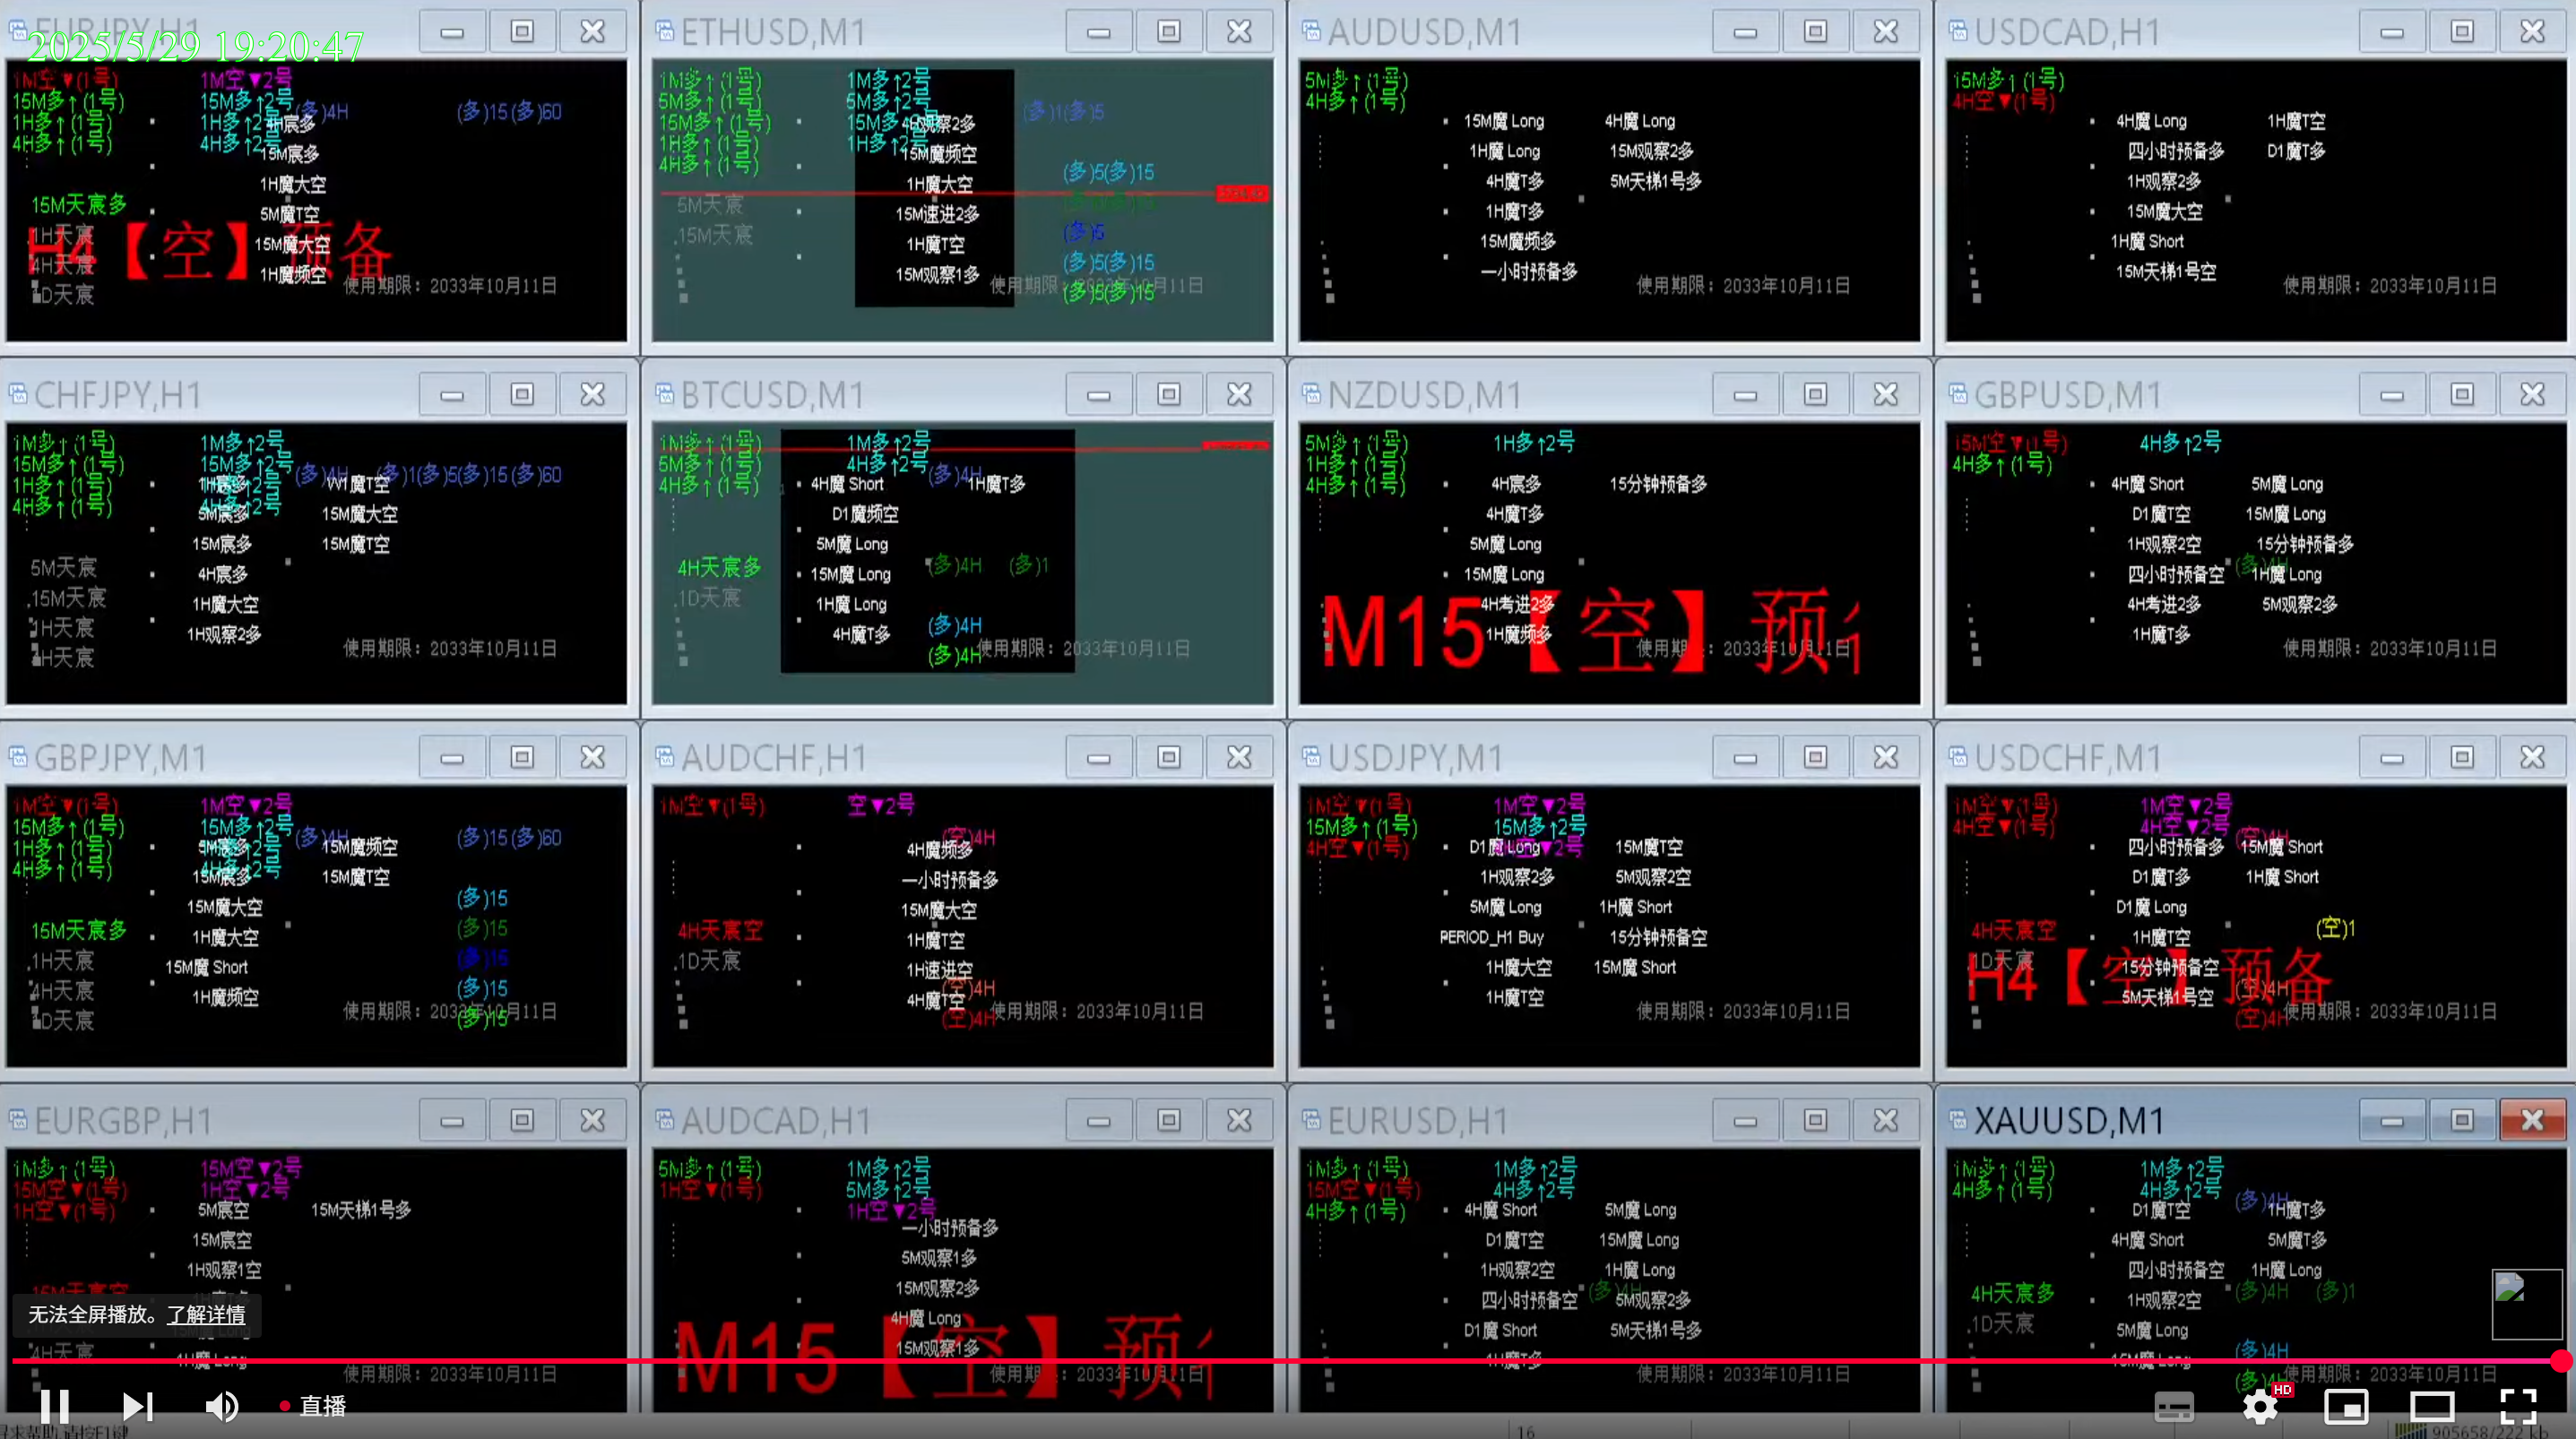 EURJPY,H1
2025/5/29 19:20:47
1M空▼(1号) 1M空▼2号
15M多↑(1号) 15M多↑2号 (多)4H (多)15(多)60
1H多↑(1号) 1H多↑2号 4H宸多
4H多↑(1号) 4H多↑2号 15M宸多
1H魔大空
15M天宸多 5M魔T空
1H天宸 15M魔大空
H4【空】预备
4H天宸 1H魔频空
1D天宸 使用期限：2033年10月11日
ETHUSD,M1
1M多↑(1号) 1M多↑2号
5M多↑(1号) 5M多↑2号 (多)1(多)5
15M多↑(1号) 15M多↑2号 4H观察2多
1H多↑(1号) 1H多↑2号 15M魔频空
4H多↑(1号) (多)5(多)15
1H魔大空
5M天宸 15M速进2多
.15M天宸 1H魔T空 (多)5
15M观察1多 (多)5(多)15
使用期限：2033年10月11日
(多)5(多)15
AUDUSD,M1
5M多↑(1号)
4H多↑(1号)
15M魔 Long 4H魔 Long
1H魔 Long 15M观察2多
4H魔T多 5M天梯1号多
1H魔T多
15M魔频多
一小时预备多
使用期限：2033年10月11日
USDCAD,H1
15M多↑(1号)
4H空▼(1号)
4H魔 Long 1H魔T空
四小时预备多 D1魔T多
1H观察2多
15M魔大空
1H魔 Short
15M天梯1号空
使用期限：2033年10月11日
CHFJPY,H1
1M多↑(1号) 1M多↑2号
15M多↑(1号) 15M多↑2号 (多)4H (多)1(多)5(多)15(多)60
1H多↑(1号) 1H宸多 W1魔T空
4H多↑(1号) 5M宸多 15M魔大空
15M宸多 15M魔T空
5M天宸 4H宸多
.15M天宸 1H魔大空
1H天宸 1H观察2多
4H天宸 使用期限：2033年10月11日
BTCUSD,M1
1M多↑(1号) 1M多↑2号
5M多↑(1号) 4H多↑2号 (多)4H
4H多↑(1号) 4H魔 Short 1H魔T多
D1魔频空
5M魔 Long
4H天宸多 15M魔 Long (多)4H (多)1
.1D天宸 1H魔 Long
4H魔T多 (多)4H
(多)4H 使用期限：2033年10月11日
NZDUSD,M1
5M多↑(1号) 1H多↑2号
1H多↑(1号)
4H多↑(1号) 4H宸多 15分钟预备多
4H魔T多
5M魔 Long
15M魔 Long
4H考进2多
M15【空】预
1H魔频多 使用期限：2033年10月11日
GBPUSD,M1
15M空▼(1号) 4H多↑2号
4H多↑(1号)
4H魔 Short 5M魔 Long
D1魔T空 15M魔 Long
1H观察2空 15分钟预备多
四小时预备空 (多)4H 1H魔 Long
4H考进2多 5M观察2多
1H魔T多
使用期限：2033年10月11日
GBPJPY,M1
1M空▼(1号) 1M空▼2号
15M多↑(1号) 15M多↑2号 (多)4H (多)15(多)60
1H多↑(1号) 5M宸多 15M魔频空
4H多↑(1号) 15M宸多 15M魔T空
15M魔大空 (多)15
15M天宸多 1H魔大空 (多)15
.1H天宸 15M魔 Short (多)15
4H天宸 1H魔频空 (多)15
1D天宸 (多)15 使用期限：2033年10月11日
AUDCHF,H1
1M空▼(1号) 空▼2号
(空)4H
4H魔频多
一小时预备多
15M魔大空
4H天宸空 1H魔T空
.1D天宸 1H速进空
(空)4H
4H魔T空
(空)4H 使用期限：2033年10月11日
USDJPY,M1
1M空▼(1号) 1M空▼2号
15M多↑(1号) 15M多↑2号
4H空▼(1号) D1魔 Long 4H空▼2号 15M魔T空
1H观察2多 5M观察2空
5M魔 Long 1H魔 Short
PERIOD_H1 Buy 15分钟预备空
1H魔大空 15M魔 Short
1H魔T空
使用期限：2033年10月11日
USDCHF,M1
1M空▼(1号) 1M空▼2号
4H空▼(1号) 4H空▼2号 (空)4H
四小时预备多 15M魔 Short
D1魔T多 1H魔 Short
D1魔 Long
4H天宸空 1H魔T空 (空)1
.1D天宸 15分钟预备空
H4【空】预备
5M天梯1号空 (空)4H
(空)4H 使用期限：2033年10月11日
EURGBP,H1
1M多↑(1号) 15M空▼2号
15M空▼(1号) 1H空▼2号
1H空▼(1号) 5M宸空 15M天梯1号多
15M宸空
1H观察1空
15M天宸空
4H天宸
1H魔 Long
AUDCAD,H1
5M多↑(1号) 1M多↑2号
1H空▼(1号) 5M多↑2号
1H空▼2号
一小时预备多
5M观察1多
15M观察2多
4H魔 Long
15M观察1多
M15【空】预
使用期限：2033年10月11日
EURUSD,H1
1M多↑(1号) 1M多↑2号
15M空▼(1号) 4H多↑2号
4H多↑(1号) 4H魔 Short 5M魔 Long
D1魔T空 15M魔 Long
1H观察2空 1H魔 Long
四小时预备空 (多)4H 5M观察2多
D1魔 Short 5M天梯1号多
1H魔T多
使用期限：2033年10月11日
XAUUSD,M1
1M多↑(1号) 1M多↑2号
4H多↑(1号) 4H多↑2号 (多)4H
D1魔T空 1H魔T多
4H魔 Short 5M魔T多
四小时预备空 1H魔 Long
4H天宸多 1H观察2空 (多)4H (多)1
.1D天宸 5M魔 Long
15M魔 Long (多)4H
(多)4H 使用期限：2033年10月11日
无法全屏播放。了解详情
直播
HD
寻求帮助,请按F1键
16
905658/222 kb